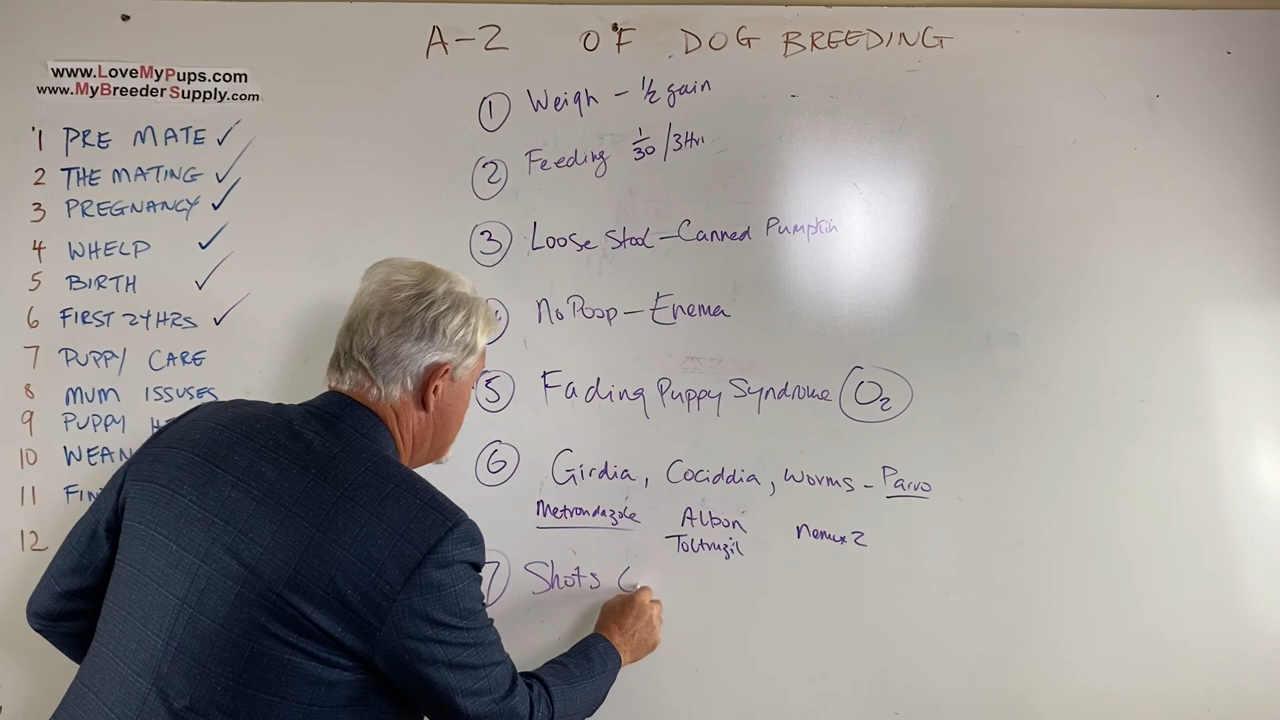 A-Z OF DOG BREEDING
www.LoveMyPups.com
www.MyBreederSupply.com
1 PRE MATE ✓
2 THE MATING ✓
3 PREGNANCY ✓
4 WHELP ✓
5 BIRTH ✓
6 FIRST 24HRS ✓
7 PUPPY CARE
8 MUM ISSUSES
9 PUPPY
10 WEAN
11
12
1 Weigh - 1/2 gain
2 Feeding 1/30 /3Hr
3 Loose Stool - Canned Pumpkin
No Poop - Enema
5 Fading Puppy Syndrome O2
6 Girdia, Cociddia, Worms - Parvo
Metrondazole Albon Nemex 2
Toltrazil
7 Shots (